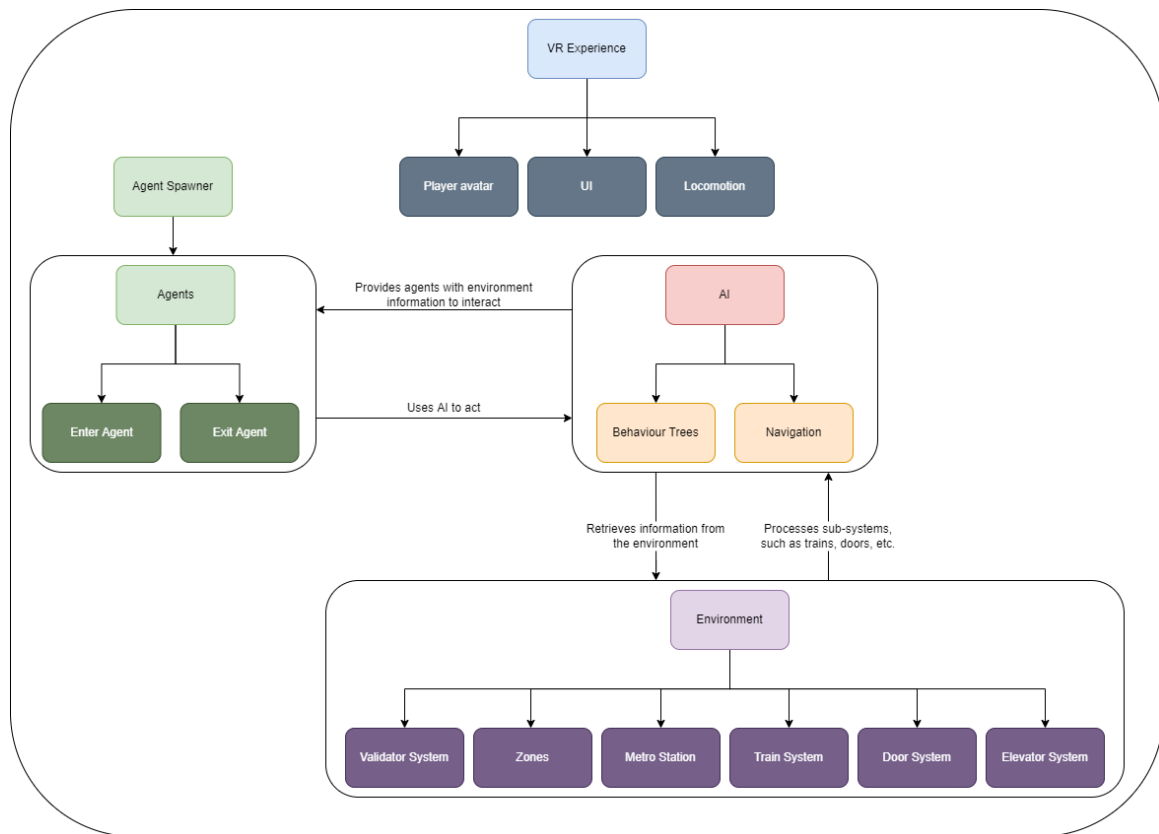 VR Experience
Player avatar
UI
Locomotion
Agent Spawner
Agents
Enter Agent
Exit Agent
Provides agents with environment
information to interact
Uses AI to act
AI
Behaviour Trees
Navigation
Retrieves information from
the environment
Processes sub-systems,
such as trains, doors, etc.
Environment
Validator System
Zones
Metro Station
Train System
Door System
Elevator System